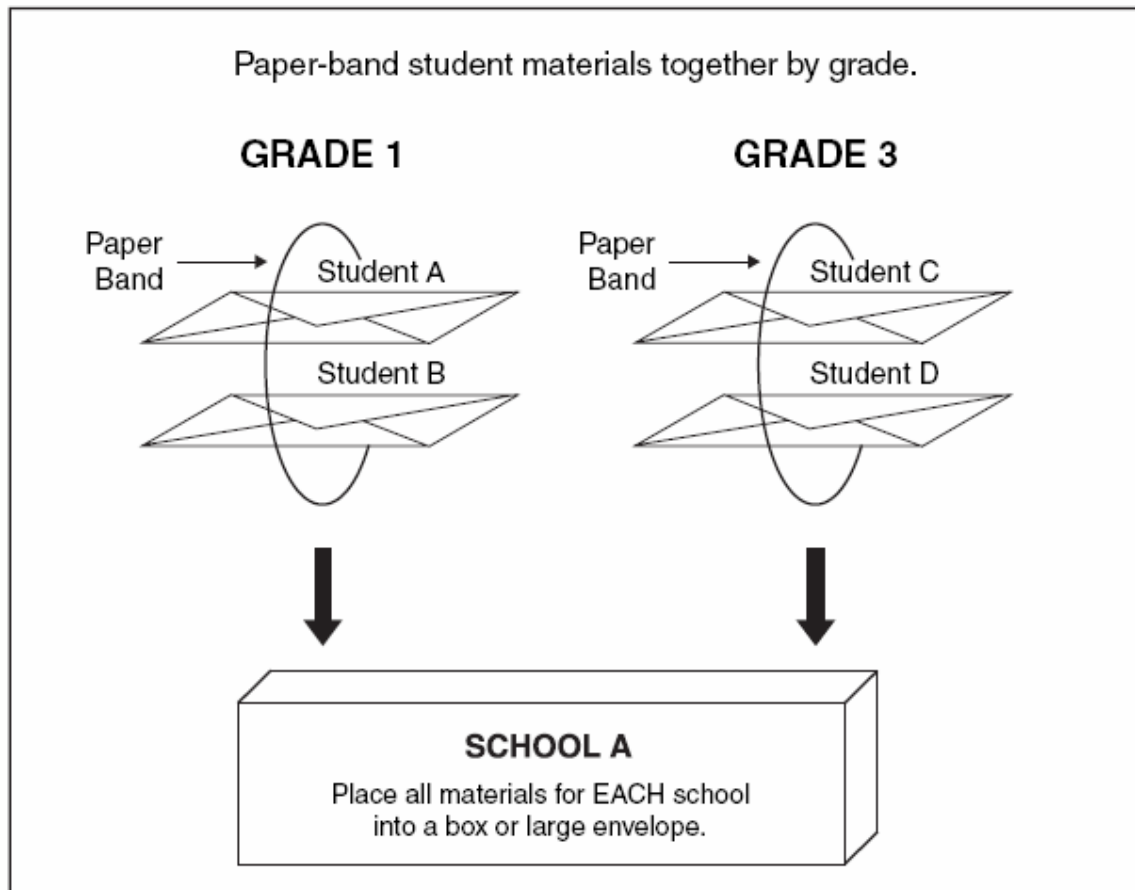 Paper-band student materials together by grade.
GRADE 1
GRADE 3
Paper
Band
Student A
Student B
Paper
Band
Student C
Student D
SCHOOL A
Place all materials for EACH school
into a box or large envelope.